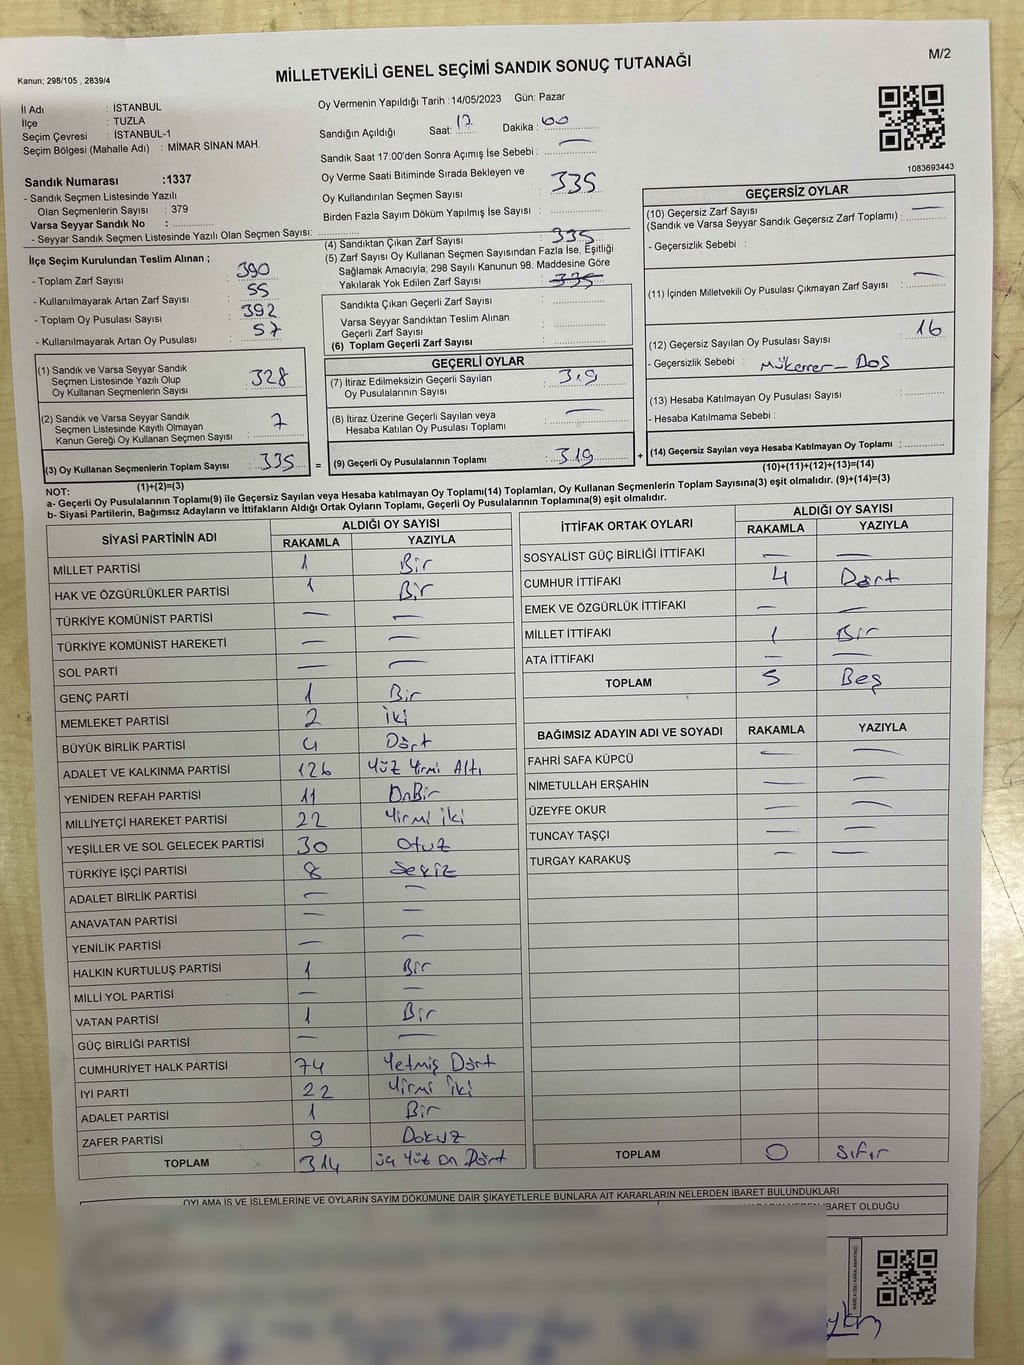 M/2
Kanun; 298/105 , 2839/4
MİLLETVEKİLİ GENEL SEÇİMİ SANDIK SONUÇ TUTANAĞI
İl Adı : İSTANBUL
İlçe : TUZLA
Seçim Çevresi : İSTANBUL-1
Seçim Bölgesi (Mahalle Adı) : MİMAR SİNAN MAH.
Sandık Numarası :1337
- Sandık Seçmen Listesinde Yazılı
Olan Seçmenlerin Sayısı : 379
Varsa Seyyar Sandık No :
- Seyyar Sandık Seçmen Listesinde Yazılı Olan Seçmen Sayısı:
Oy Vermenin Yapıldığı Tarih :14/05/2023 Gün: Pazar
Sandığın Açıldığı Saat: 17 Dakika : 00
Sandık Saat 17:00'den Sonra Açımış İse Sebebi : —
Oy Verme Saati Bitiminde Sırada Bekleyen ve
Oy Kullandırılan Seçmen Sayısı : 335
Birden Fazla Sayım Döküm Yapılmış İse Sayısı :
1083693443
İlçe Seçim Kurulundan Teslim Alınan ;
- Toplam Zarf Sayısı : 390
- Kullanılmayarak Artan Zarf Sayısı : 55
- Toplam Oy Pusulası Sayısı : 392
- Kullanılmayarak Artan Oy Pusulası : 57
(4) Sandıktan Çıkan Zarf Sayısı : 335
(5) Zarf Sayısı Oy Kullanan Seçmen Sayısından Fazla İse, Eşitliği
Sağlamak Amacıyla; 298 Sayılı Kanunun 98. Maddesine Göre
Yakılarak Yok Edilen Zarf Sayısı : 335
Sandıkta Çıkan Geçerli Zarf Sayısı :
Varsa Seyyar Sandıktan Teslim Alınan
Geçerli Zarf Sayısı :
(6) Toplam Geçerli Zarf Sayısı :
GEÇERSİZ OYLAR
(10) Geçersiz Zarf Sayısı
(Sandık ve Varsa Seyyar Sandık Geçersiz Zarf Toplamı) : —
- Geçersizlik Sebebi :
(11) İçinden Milletvekili Oy Pusulası Çıkmayan Zarf Sayısı : —
(12) Geçersiz Sayılan Oy Pusulası Sayısı : 16
- Geçersizlik Sebebi : Mükerrer - Boş
(13) Hesaba Katılmayan Oy Pusulası Sayısı :
- Hesaba Katılmama Sebebi :
(14) Geçersiz Sayılan veya Hesaba Katılmayan Oy Toplamı :
(10)+(11)+(12)+(13)=(14)
(1) Sandık ve Varsa Seyyar Sandık
Seçmen Listesinde Yazılı Olup
Oy Kullanan Seçmenlerin Sayısı : 328
(2) Sandık ve Varsa Seyyar Sandık
Seçmen Listesinde Kayıtlı Olmayan
Kanun Gereği Oy Kullanan Seçmen Sayısı : 7
(3) Oy Kullanan Seçmenlerin Toplam Sayısı : 335 =
(1)+(2)=(3)
GEÇERLİ OYLAR
(7) İtiraz Edilmeksizin Geçerli Sayılan
Oy Pusulalarının Sayısı : 319
(8) İtiraz Üzerine Geçerli Sayılan veya
Hesaba Katılan Oy Pusulası Toplamı : —
(9) Geçerli Oy Pusulalarının Toplamı : 319 +
NOT:
a- Geçerli Oy Pusulalarının Toplamı(9) ile Geçersiz Sayılan veya Hesaba katılmayan Oy Toplamı(14) Toplamları, Oy Kullanan Seçmenlerin Toplam Sayısına(3) eşit olmalıdır. (9)+(14)=(3)
b- Siyasi Partilerin, Bağımsız Adayların ve İttifakların Aldığı Ortak Oyların Toplamı, Geçerli Oy Pusulalarının Toplamına(9) eşit olmalıdır.
SİYASİ PARTİNİN ADI ALDIĞI OY SAYISI
RAKAMLA YAZIYLA
MİLLET PARTİSİ 1 Bir
HAK VE ÖZGÜRLÜKLER PARTİSİ 1 Bir
TÜRKİYE KOMÜNİST PARTİSİ — —
TÜRKİYE KOMÜNİST HAREKETİ — —
SOL PARTİ — —
GENÇ PARTİ 1 Bir
MEMLEKET PARTİSİ 2 İki
BÜYÜK BİRLİK PARTİSİ 4 Dört
ADALET VE KALKINMA PARTİSİ 126 Yüz Yirmi Altı
YENİDEN REFAH PARTİSİ 11 OnBir
MİLLİYETÇİ HAREKET PARTİSİ 22 Yirmi iki
YEŞİLLER VE SOL GELECEK PARTİSİ 30 Otuz
TÜRKİYE İŞÇİ PARTİSİ 8 Sekiz
ADALET BİRLİK PARTİSİ — —
ANAVATAN PARTİSİ — —
YENİLİK PARTİSİ — —
HALKIN KURTULUŞ PARTİSİ 1 Bir
MİLLİ YOL PARTİSİ — —
VATAN PARTİSİ 1 Bir
GÜÇ BİRLİĞİ PARTİSİ — —
CUMHURİYET HALK PARTİSİ 74 Yetmiş Dört
İYİ PARTİ 22 Yirmi İki
ADALET PARTİSİ 1 Bir
ZAFER PARTİSİ 9 Dokuz
TOPLAM 314 üç Yüz On Dört
İTTİFAK ORTAK OYLARI ALDIĞI OY SAYISI
RAKAMLA YAZIYLA
SOSYALİST GÜÇ BİRLİĞİ İTTİFAKI — —
CUMHUR İTTİFAKI 4 Dört
EMEK VE ÖZGÜRLÜK İTTİFAKI — —
MİLLET İTTİFAKI 1 Bir
ATA İTTİFAKI — —
TOPLAM 5 Beş
BAĞIMSIZ ADAYIN ADI VE SOYADI RAKAMLA YAZIYLA
FAHRİ SAFA KÜPCÜ — —
NİMETULLAH ERŞAHİN — —
ÜZEYFE OKUR — —
TUNCAY TAŞÇI — —
TURGAY KARAKUŞ — —
TOPLAM 0 Sıfır
OYLAMA İŞ VE İŞLEMLERİNE VE OYLARIN SAYIM DÖKÜMÜNE DAİR ŞİKAYETLERLE BUNLARA AİT KARARLARIN NELERDEN İBARET BULUNDUKLARI
İBARET OLDUĞU